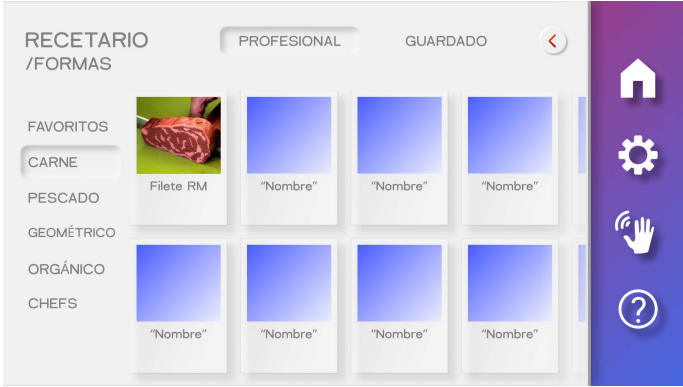 RECETARIO
/FORMAS
PROFESIONAL
GUARDADO
FAVORITOS
CARNE
PESCADO
GEOMÉTRICO
ORGÁNICO
CHEFS
Filete RM
"Nombre"
"Nombre"
"Nombre"
"Nombre"
"Nombre"
"Nombre"
"Nombre"
?